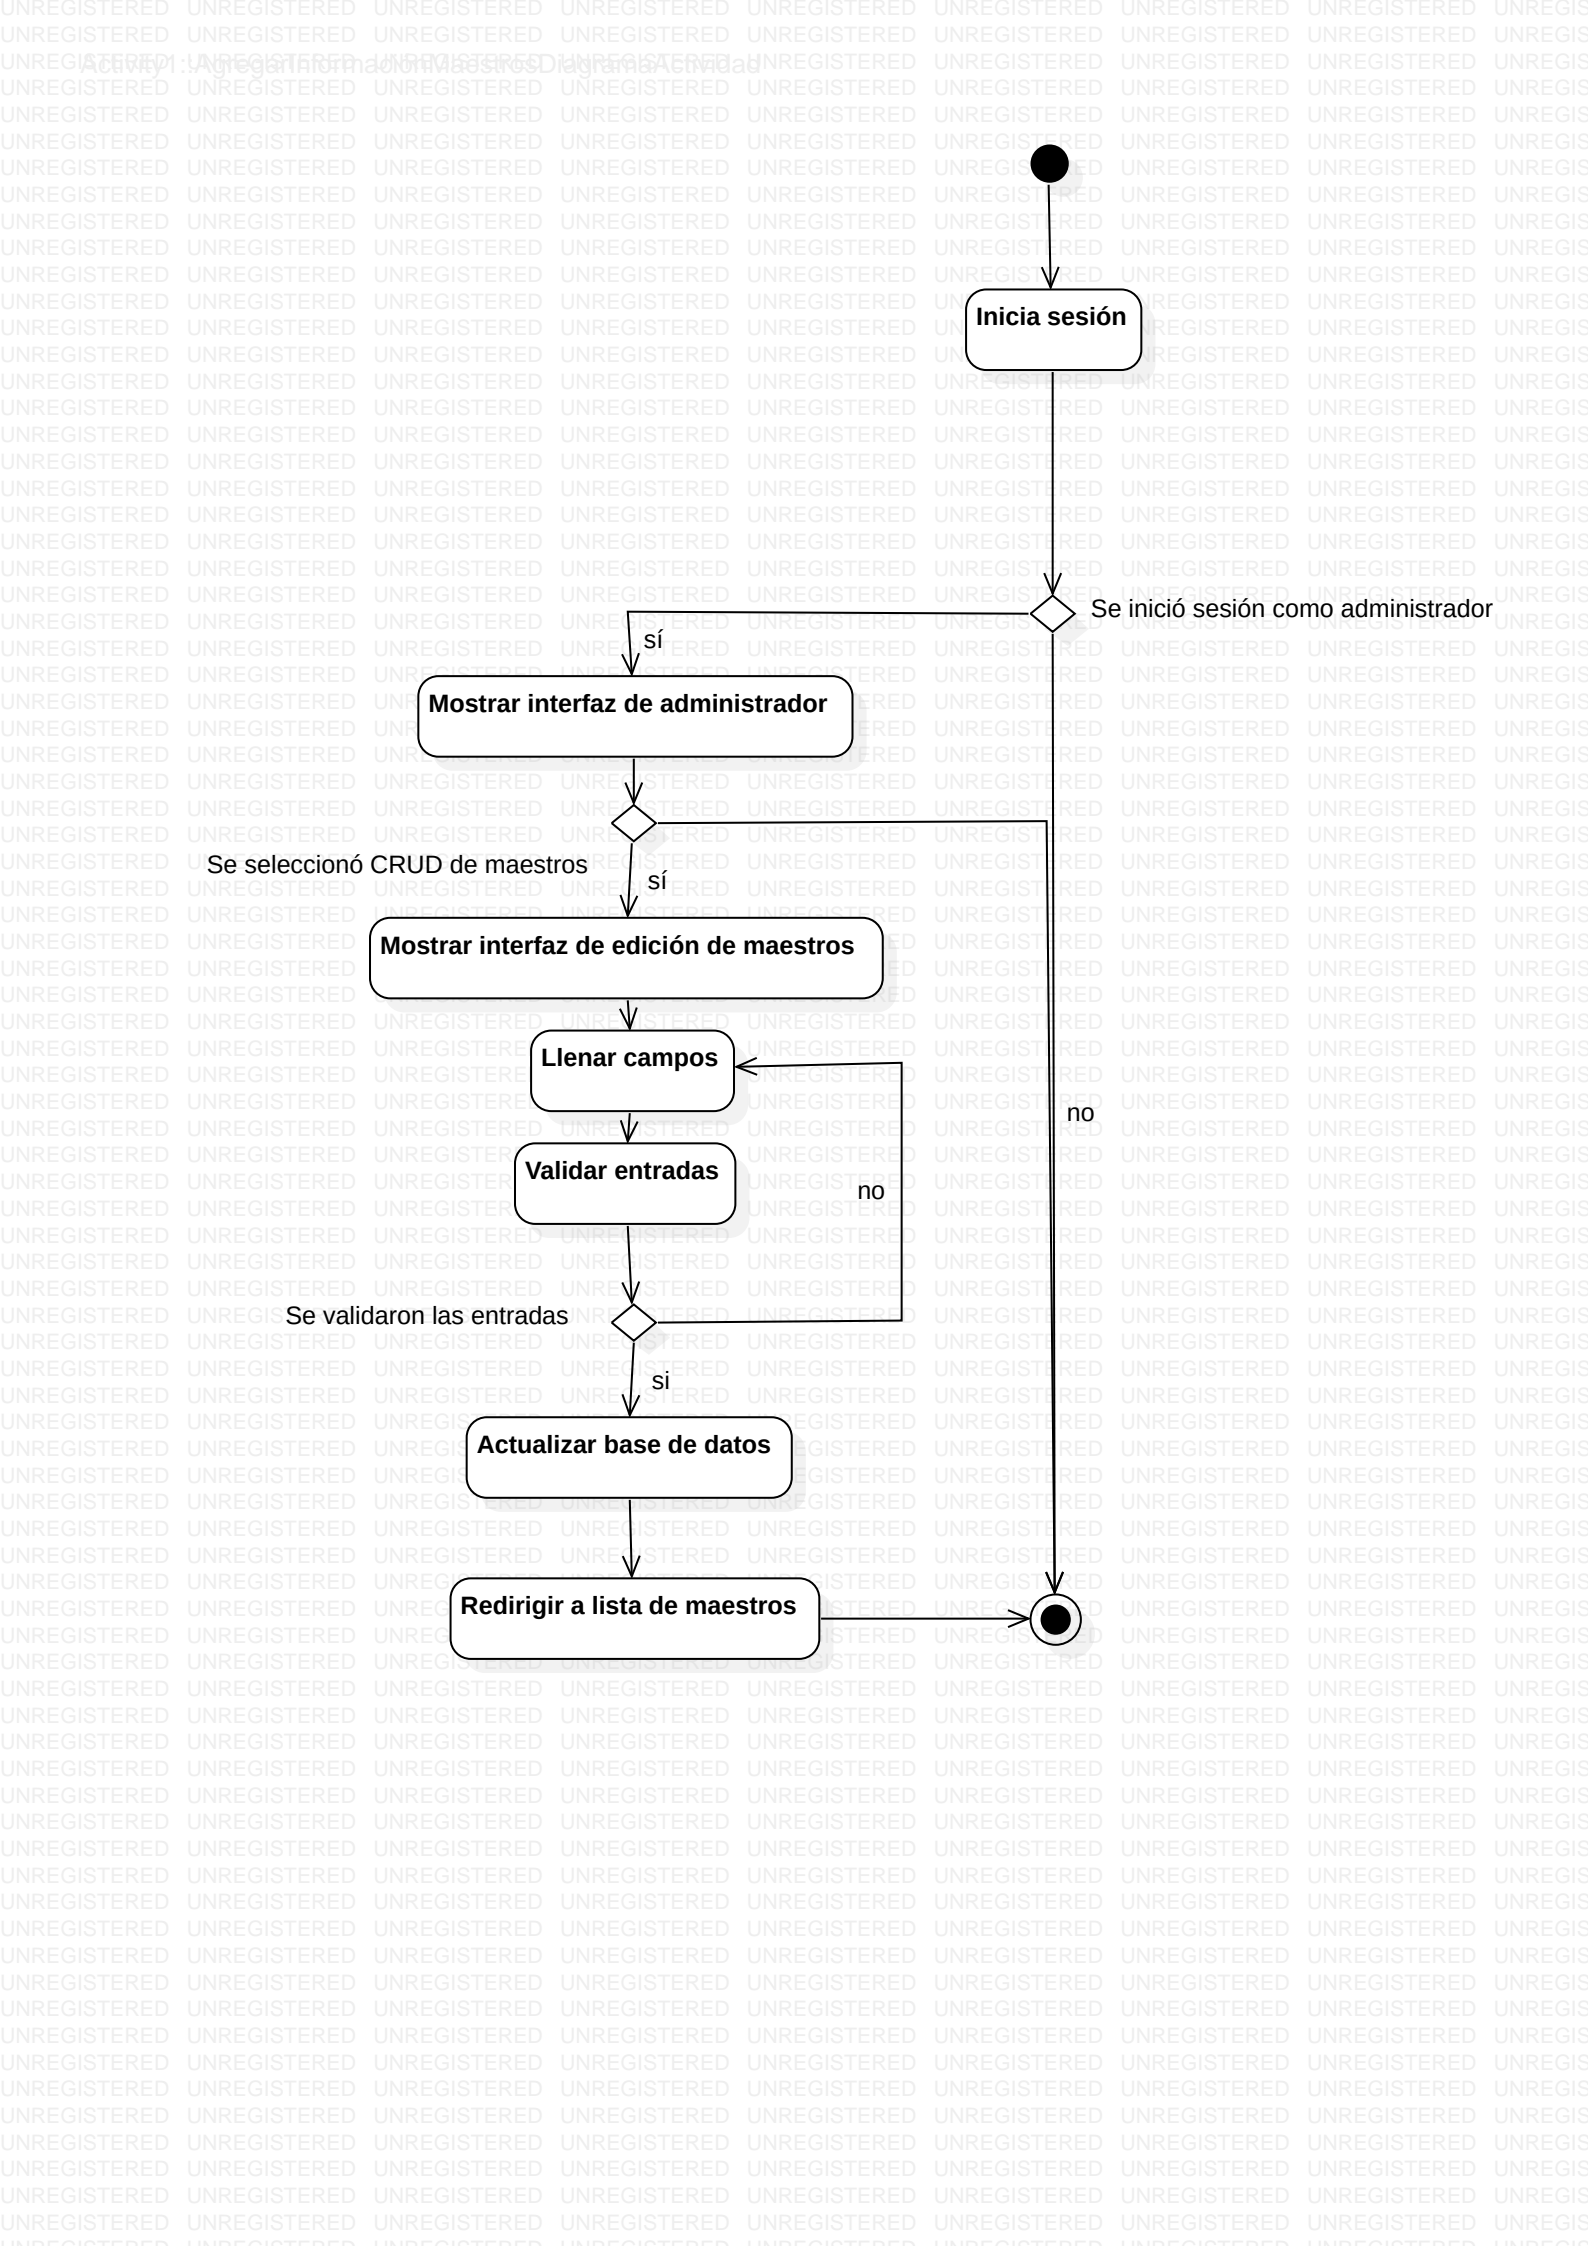 Activity1::AgregarInformacionMaestrosDiagramaActividad
Inicia sesión
Se inició sesión como administrador
sí
Mostrar interfaz de administrador
Se seleccionó CRUD de maestros
sí
Mostrar interfaz de edición de maestros
Llenar campos
no
Validar entradas
no
Se validaron las entradas
si
Actualizar base de datos
Redirigir a lista de maestros